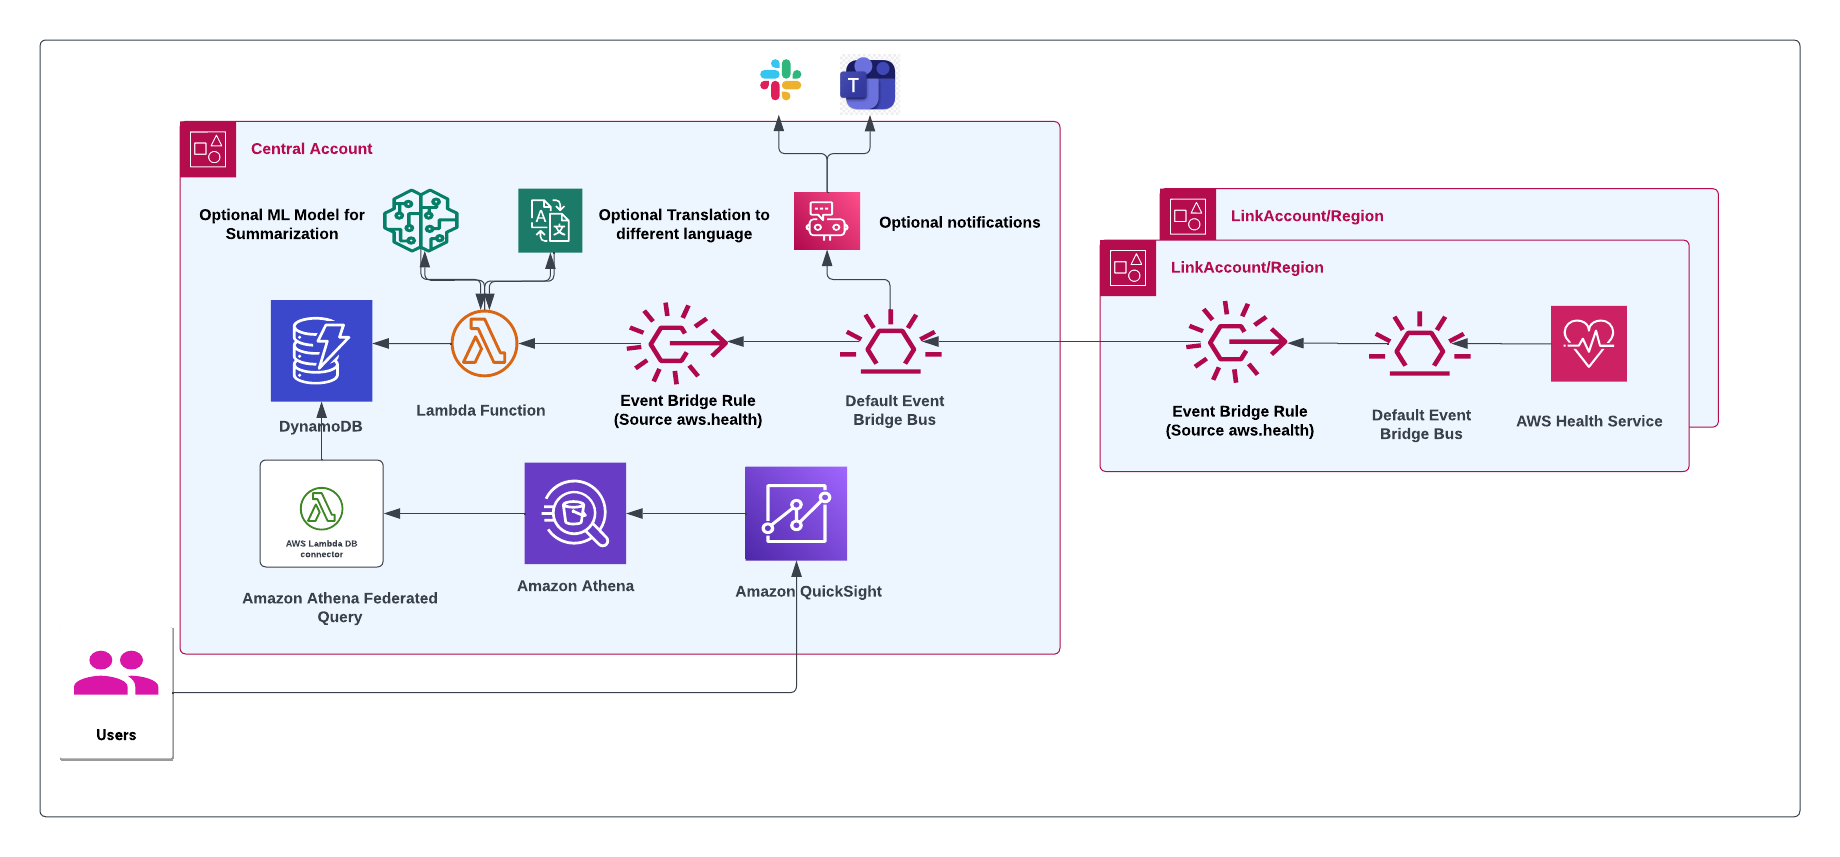 T
Central Account
Optional ML Model for
Summarization
A
文
Optional Translation to
different language
Optional notifications
LinkAccount/Region
LinkAccount/Region
DynamoDB
Lambda Function
Event Bridge Rule
(Source aws.health)
Default Event
Bridge Bus
Event Bridge Rule
(Source aws.health)
Default Event
Bridge Bus
AWS Health Service
AWS Lambda DB
connector
Amazon Athena Federated
Query
Amazon Athena
Amazon QuickSight
Users